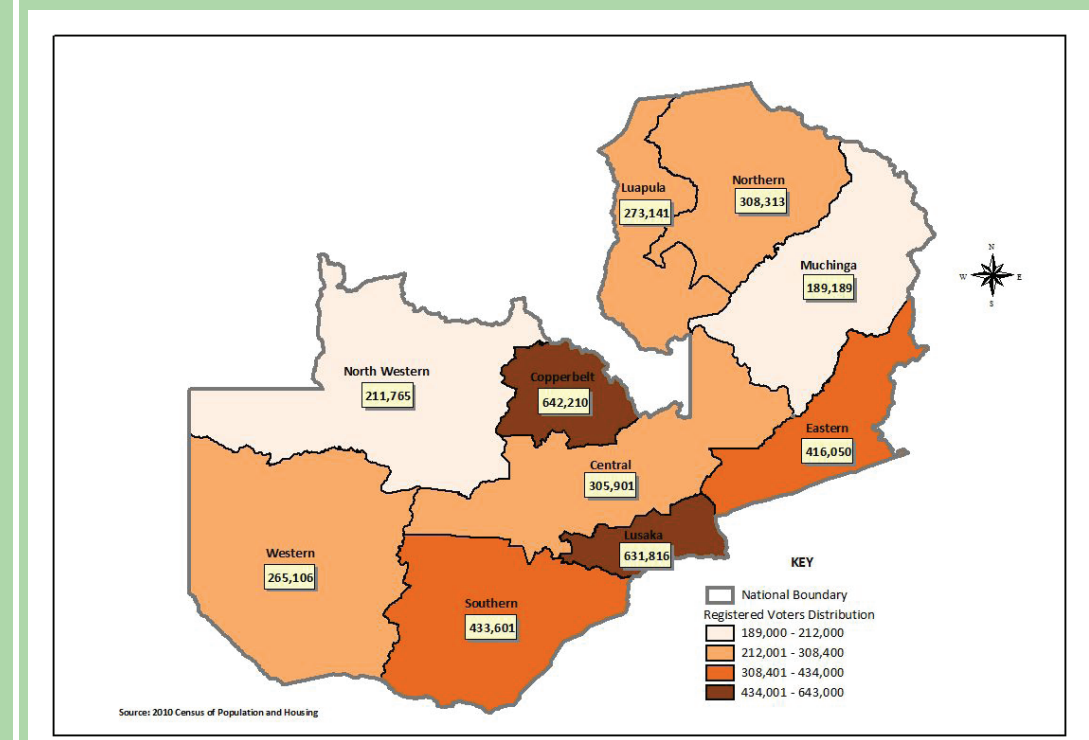 Luapula
273,141
Northern
308,313
Muchinga
189,189
N
W E
S
North Western
211,765
Copperbelt
642,210
Eastern
416,050
Central
305,901
Lusaka
631,816
Western
265,106
Southern
433,601
KEY
National Boundary
Registered Voters Distribution
189,000 - 212,000
212,001 - 308,400
308,401 - 434,000
434,001 - 643,000
Source: 2010 Census of Population and Housing